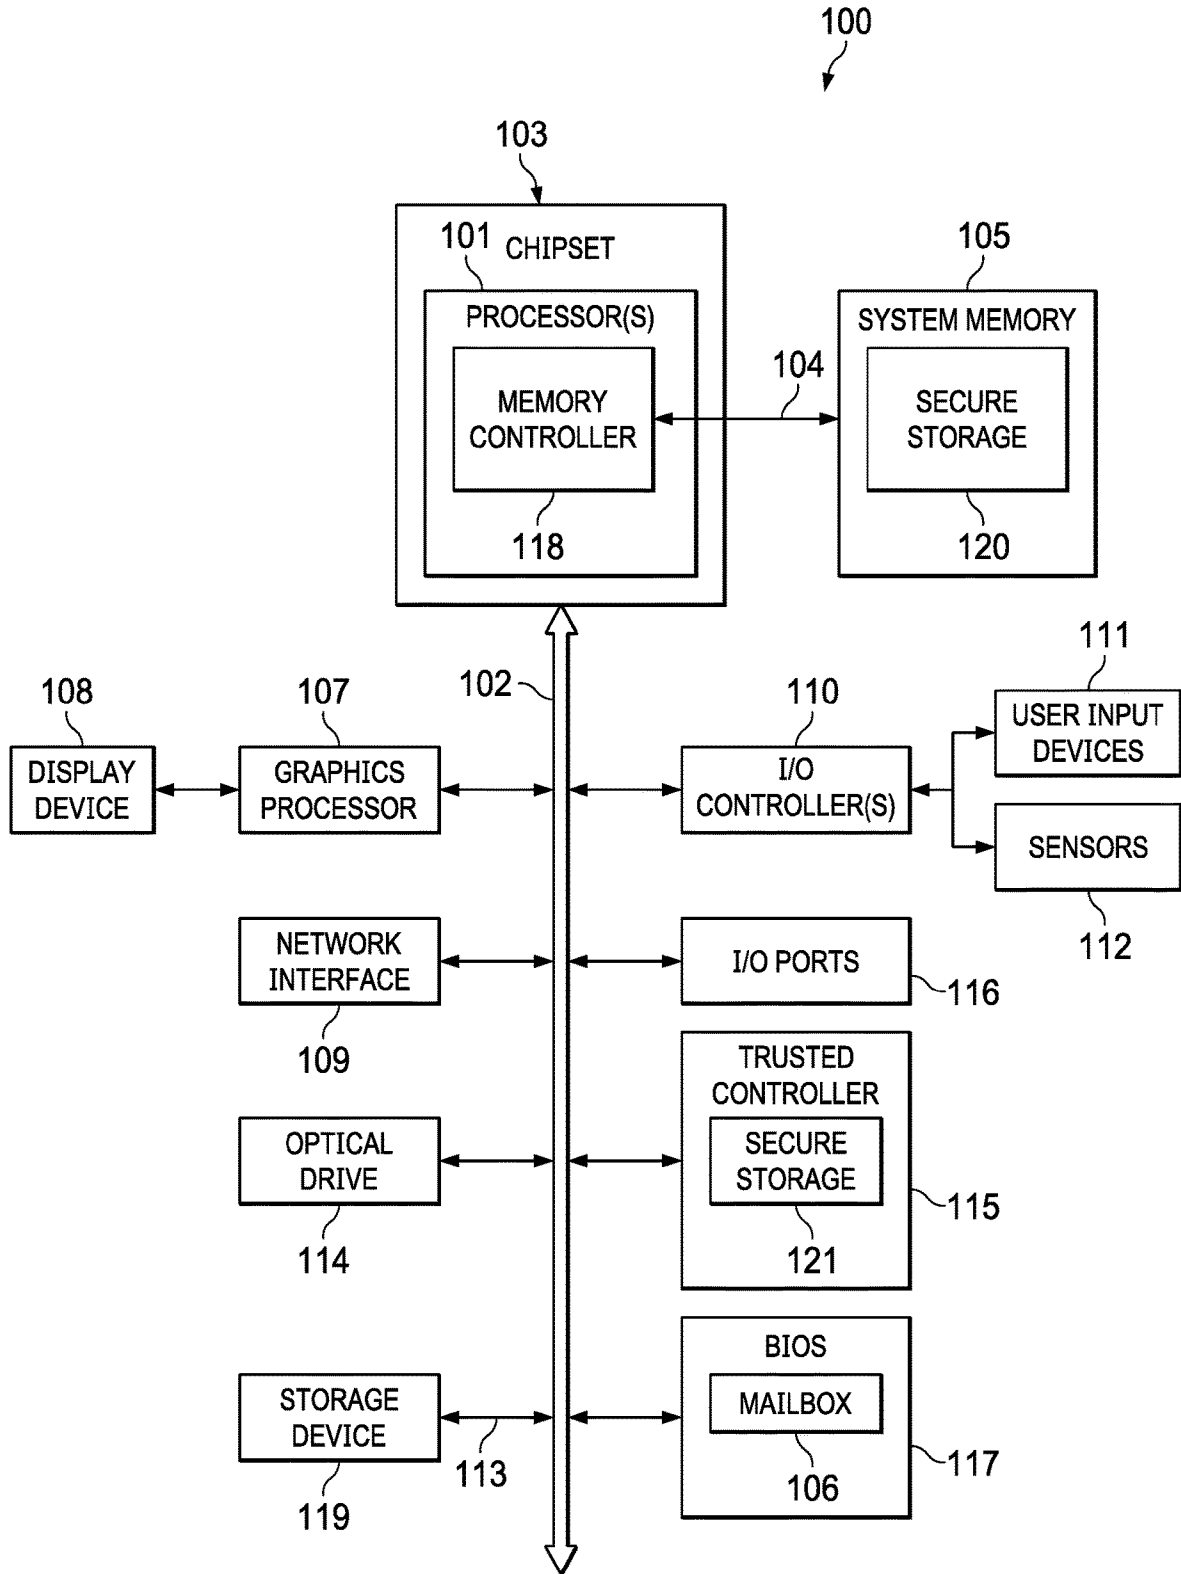 100
103
101
CHIPSET
PROCESSOR(S)
MEMORY
CONTROLLER
118
104
105
SYSTEM MEMORY
SECURE
STORAGE
120
102
108
DISPLAY
DEVICE
107
GRAPHICS
PROCESSOR
110
I/O
CONTROLLER(S)
111
USER INPUT
DEVICES
SENSORS
112
NETWORK
INTERFACE
109
I/O PORTS
116
OPTICAL
DRIVE
114
TRUSTED
CONTROLLER
SECURE
STORAGE
121
115
STORAGE
DEVICE
119
113
BIOS
MAILBOX
106
117